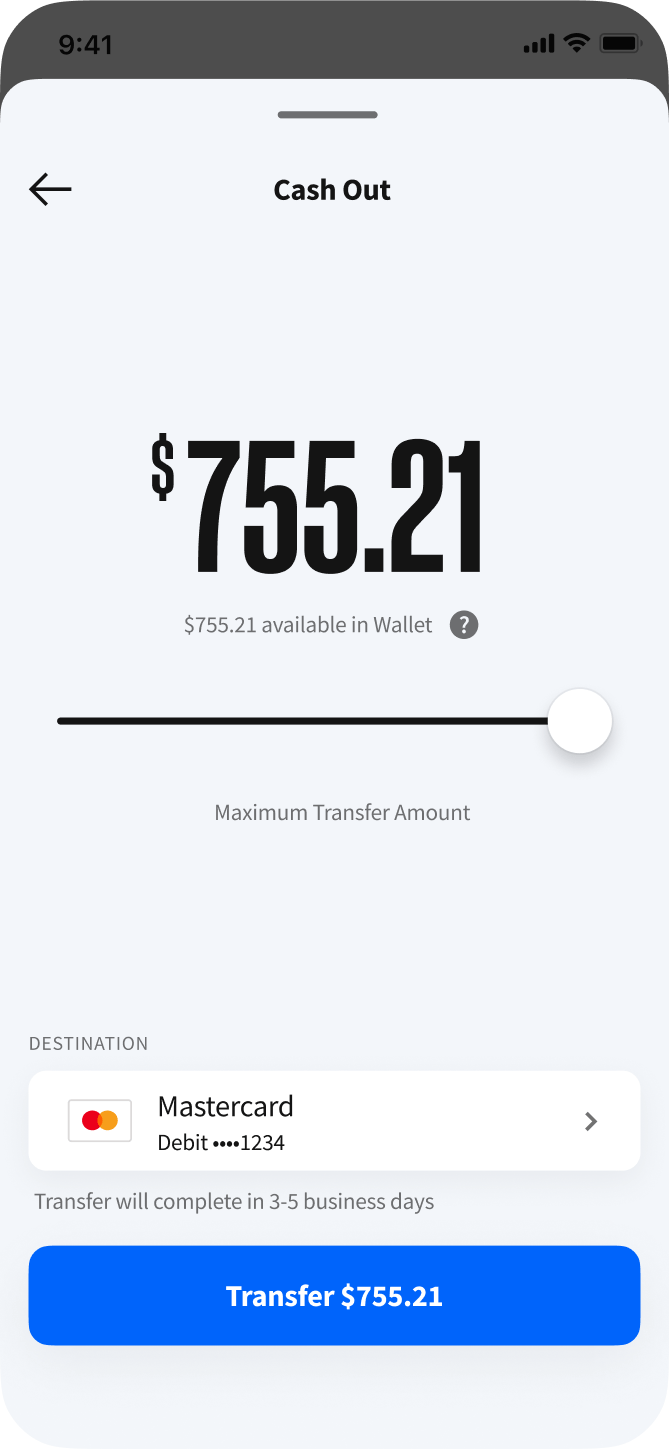 9:41
Cash Out
$755.21
$755.21 available in Wallet ?
Maximum Transfer Amount
DESTINATION
Mastercard
Debit ••••1234
Transfer will complete in 3-5 business days
Transfer $755.21